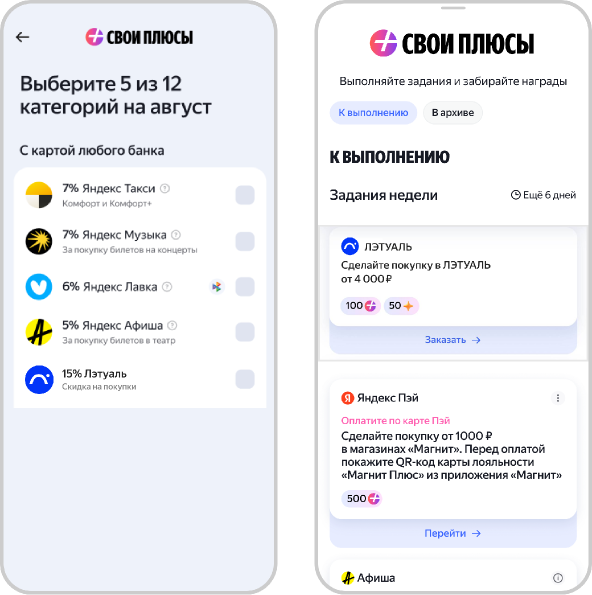 СВОИ ПЛЮСЫ
Выберите 5 из 12
категорий на август
С картой любого банка
7% Яндекс Такси
Комфорт и Комфорт+
7% Яндекс Музыка
За покупку билетов на концерты
6% Яндекс Лавка
5% Яндекс Афиша
За покупку билетов в театр
15% Лэтуаль
Скидка на покупки
СВОИ ПЛЮСЫ
Выполняйте задания и забирайте награды
К выполнению
В архиве
К ВЫПОЛНЕНИЮ
Задания недели
Ещё 6 дней
ЛЭТУАЛЬ
Сделайте покупку в ЛЭТУАЛЬ
от 4 000 ₽
100
50
Заказать →
Яндекс Пэй
Оплатите по карте Пэй
Сделайте покупку от 1000 ₽
в магазинах «Магнит». Перед оплатой
покажите QR-код карты лояльности
«Магнит Плюс» из приложения «Магнит»
500
Перейти →
Афиша